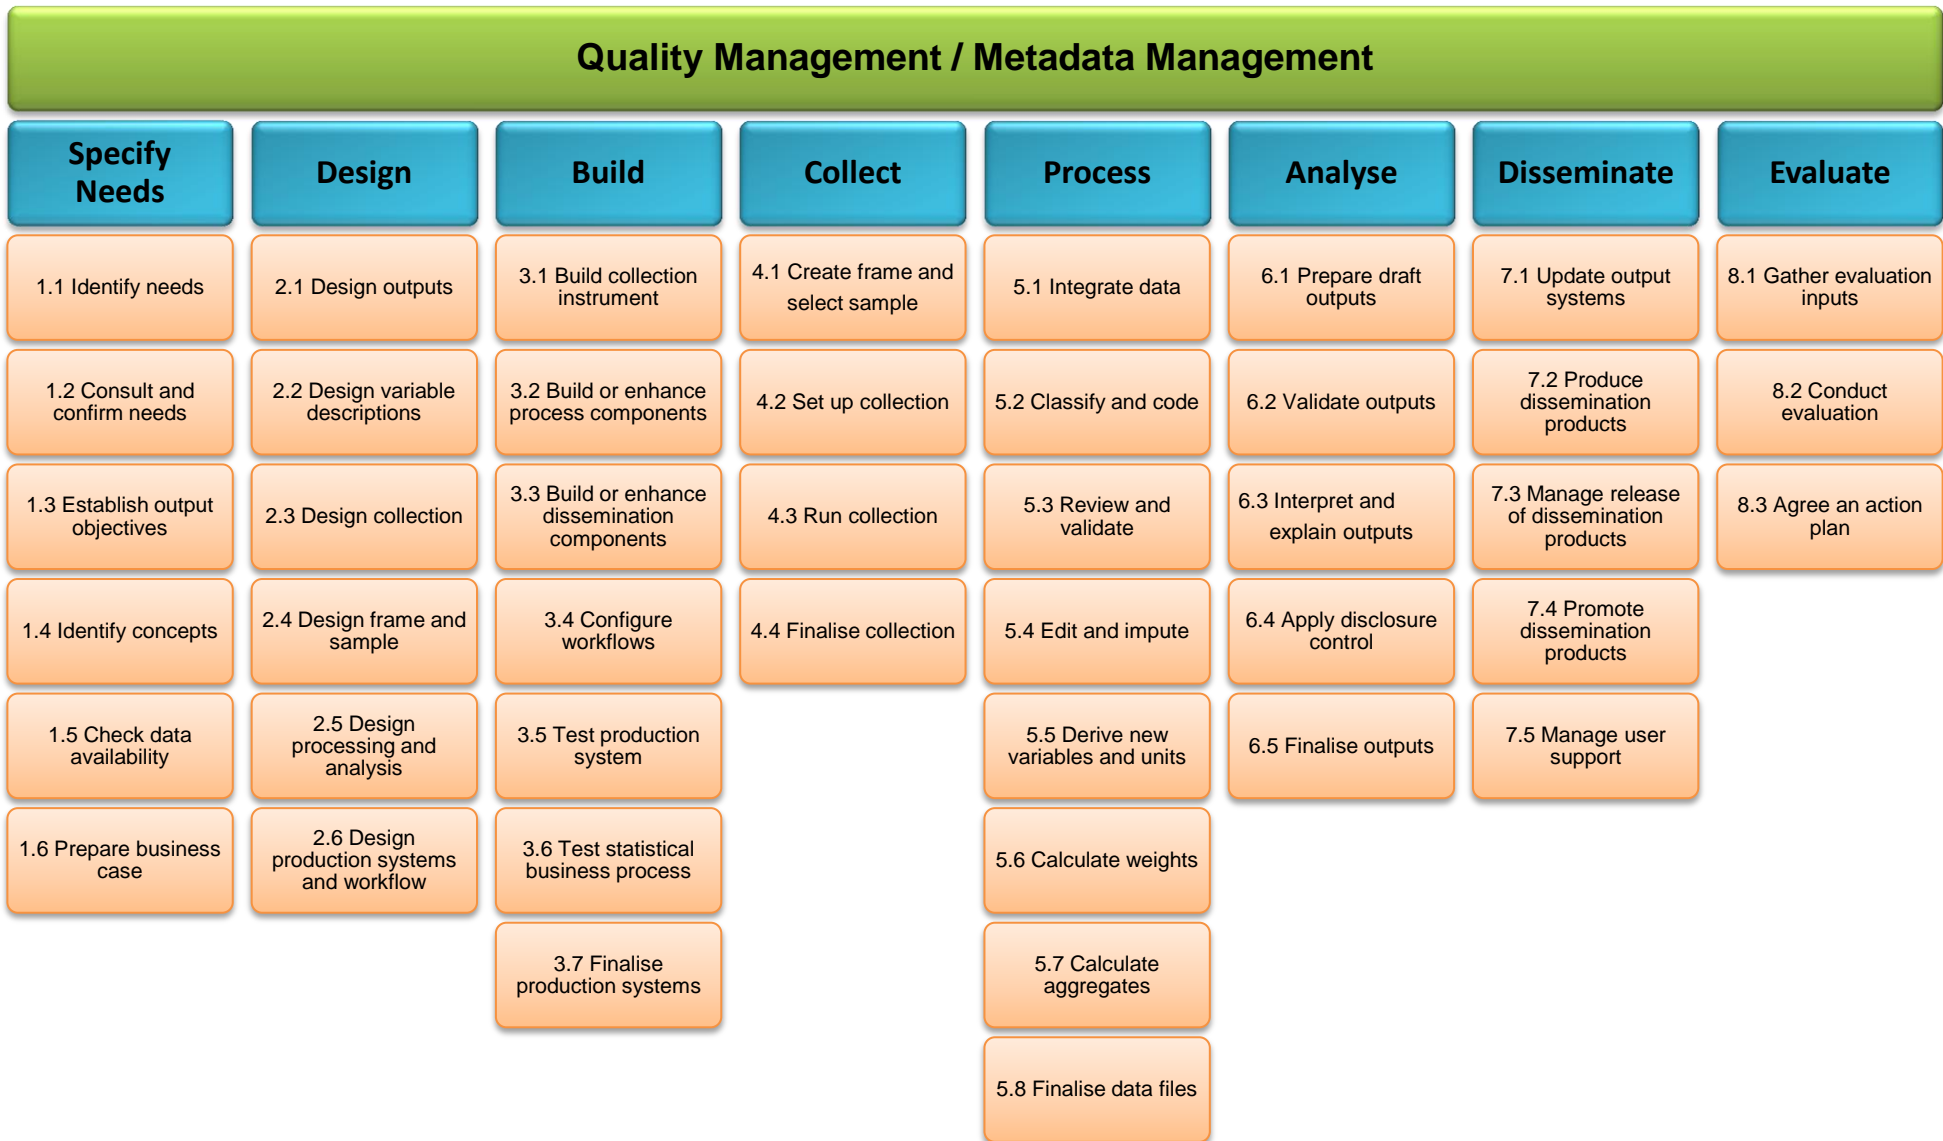 Quality Management / Metadata Management
Specify
Needs
Design
Build
Collect
Process
Analyse
Disseminate
Evaluate
1.1 Identify needs
1.2 Consult and
confirm needs
1.3 Establish output
objectives
1.4 Identify concepts
1.5 Check data
availability
1.6 Prepare business
case
2.1 Design outputs
2.2 Design variable
descriptions
2.3 Design collection
2.4 Design frame and
sample
2.5 Design
processing and
analysis
2.6 Design
production systems
and workflow
3.1 Build collection
instrument
3.2 Build or enhance
process components
3.3 Build or enhance
dissemination
components
3.4 Configure
workflows
3.5 Test production
system
3.6 Test statistical
business process
3.7 Finalise
production systems
4.1 Create frame and
select sample
4.2 Set up collection
4.3 Run collection
4.4 Finalise collection
5.1 Integrate data
5.2 Classify and code
5.3 Review and
validate
5.4 Edit and impute
5.5 Derive new
variables and units
5.6 Calculate weights
5.7 Calculate
aggregates
5.8 Finalise data files
6.1 Prepare draft
outputs
6.2 Validate outputs
6.3 Interpret and
explain outputs
6.4 Apply disclosure
control
6.5 Finalise outputs
7.1 Update output
systems
7.2 Produce
dissemination
products
7.3 Manage release
of dissemination
products
7.4 Promote
dissemination
products
7.5 Manage user
support
8.1 Gather evaluation
inputs
8.2 Conduct
evaluation
8.3 Agree an action
plan